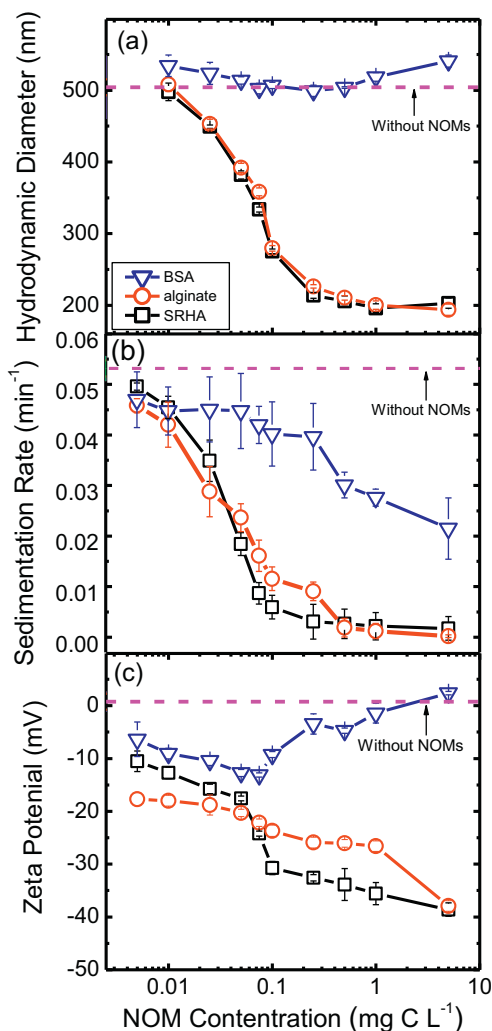 (a)
Hydrodynamic Diameter (nm)
500
400
300
200
Without NOMs
BSA
alginate
SRHA
(b)
Sedimentation Rate (min-1)
0.06
0.05
0.04
0.03
0.02
0.01
0.00
Without NOMs
(c)
Zeta Potenial (mV)
0
-10
-20
-30
-40
-50
Without NOMs
0.01 0.1 1 10
NOM Contentration (mg C L-1)